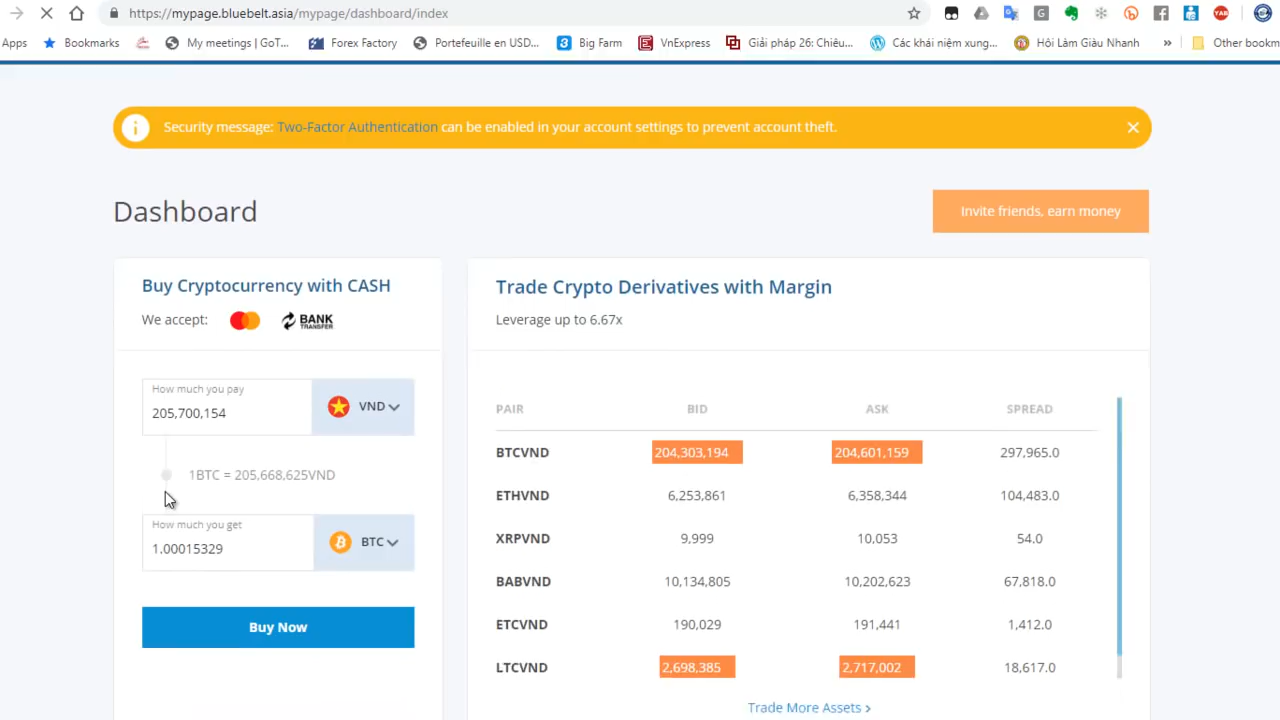 https://mypage.bluebelt.asia/mypage/dashboard/index
Apps Bookmarks My meetings | GoT... Forex Factory Portefeuille en USD... Big Farm VnExpress Giải pháp 26: Chiêu... Các khái niệm xung... Hội Làm Giàu Nhanh » Other bookm
Security message: Two-Factor Authentication can be enabled in your account settings to prevent account theft.
Dashboard
Invite friends, earn money
Buy Cryptocurrency with CASH
We accept: BANK TRANSFER
How much you pay
205,700,154 VND
1BTC = 205,668,625VND
How much you get
1.00015329 BTC
Buy Now
Trade Crypto Derivatives with Margin
Leverage up to 6.67x
PAIR BID ASK SPREAD
BTCVND 204,303,194 204,601,159 297,965.0
ETHVND 6,253,861 6,358,344 104,483.0
XRPVND 9,999 10,053 54.0
BABVND 10,134,805 10,202,623 67,818.0
ETCVND 190,029 191,441 1,412.0
LTCVND 2,698,385 2,717,002 18,617.0
Trade More Assets >